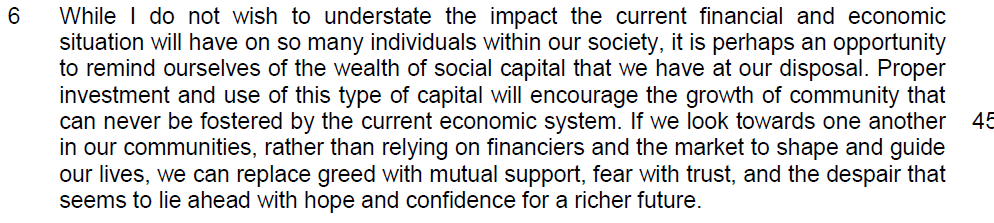 6 While I do not wish to understate the impact the current financial and economic
situation will have on so many individuals within our society, it is perhaps an opportunity
to remind ourselves of the wealth of social capital that we have at our disposal. Proper
investment and use of this type of capital will encourage the growth of community that
can never be fostered by the current economic system. If we look towards one another 45
in our communities, rather than relying on financiers and the market to shape and guide
our lives, we can replace greed with mutual support, fear with trust, and the despair that
seems to lie ahead with hope and confidence for a richer future.